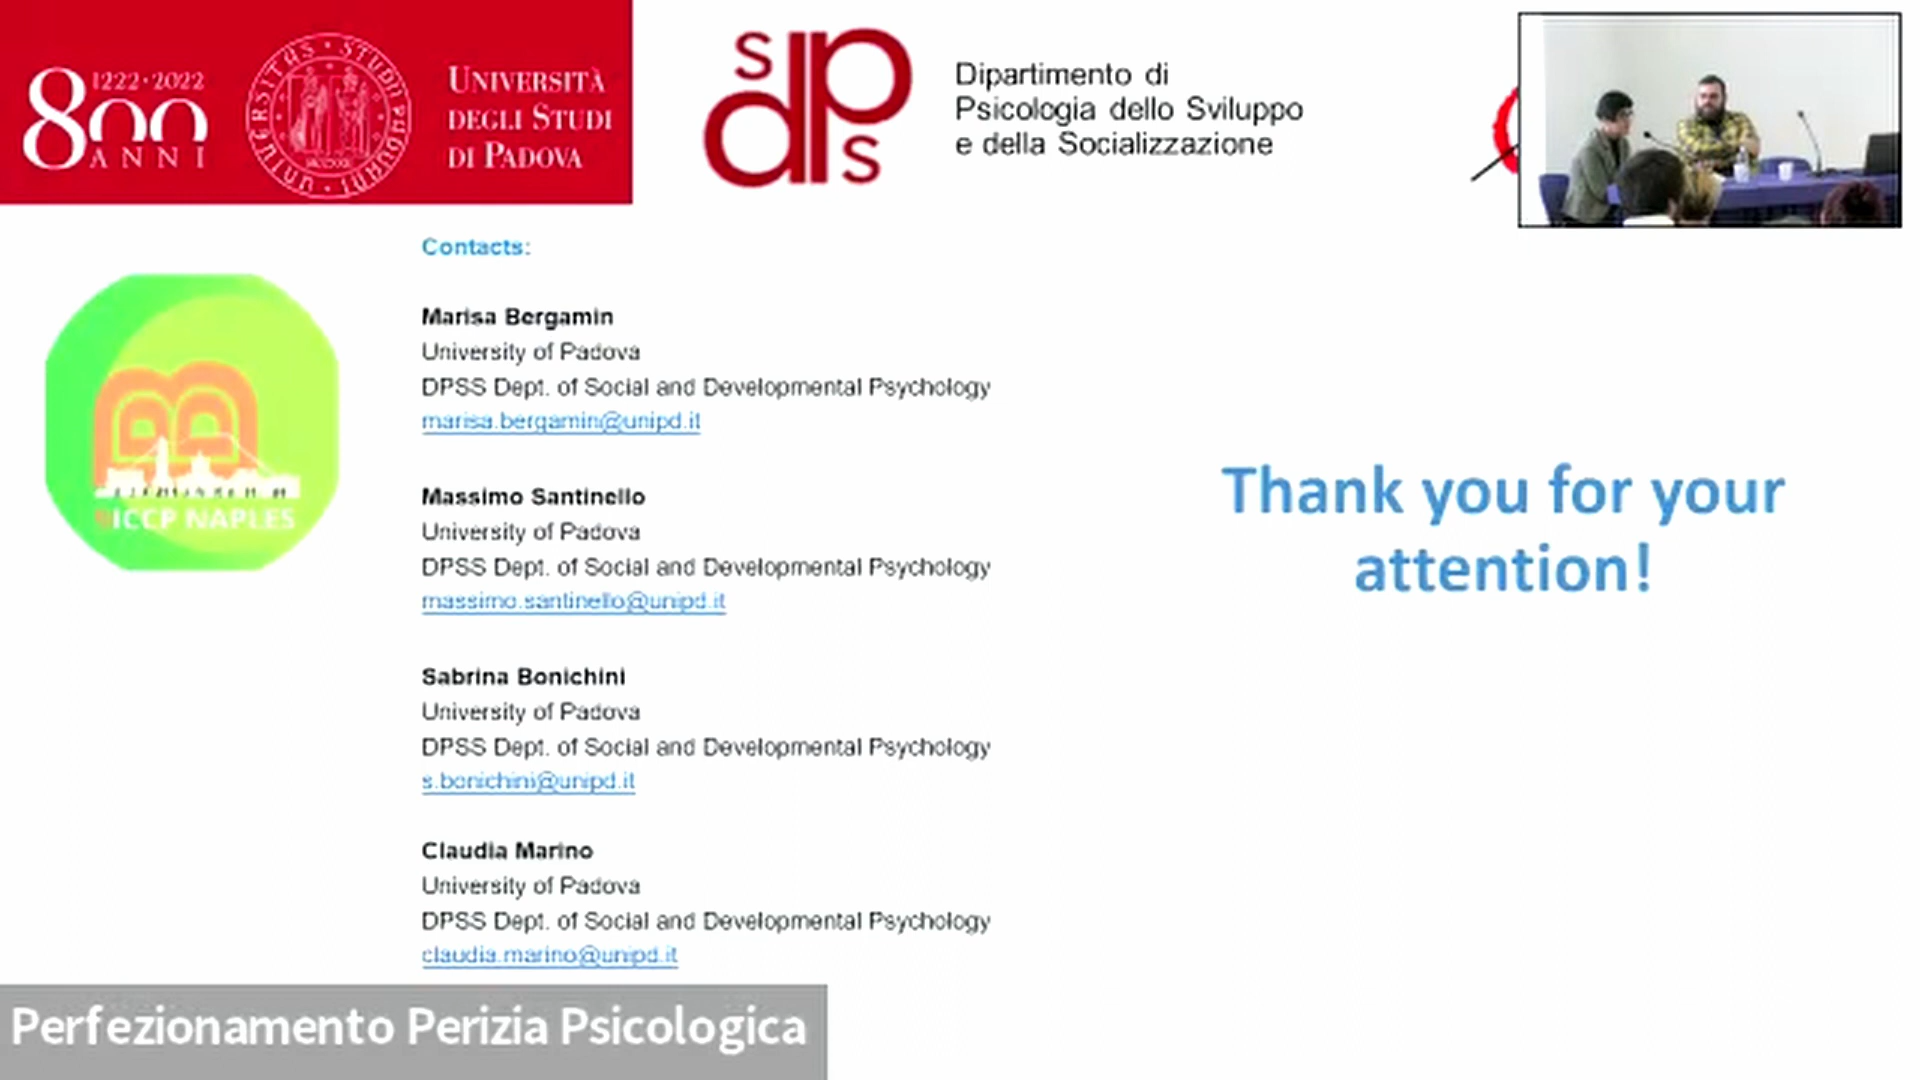 800
1222·2022
ANNI
UNIVERSITÀ
DEGLI STUDI
DI PADOVA
s dp s
Dipartimento di
Psicologia dello Sviluppo
e della Socializzazione
Contacts:
Marisa Bergamin
University of Padova
DPSS Dept. of Social and Developmental Psychology
marisa.bergamin@unipd.it
Massimo Santinello
University of Padova
DPSS Dept. of Social and Developmental Psychology
massimo.santinello@unipd.it
Sabrina Bonichini
University of Padova
DPSS Dept. of Social and Developmental Psychology
s.bonichini@unipd.it
Claudia Marino
University of Padova
DPSS Dept. of Social and Developmental Psychology
claudia.marino@unipd.it
ICCP NAPLES
Thank you for your
attention!
Perfezionamento Perizia Psicologica